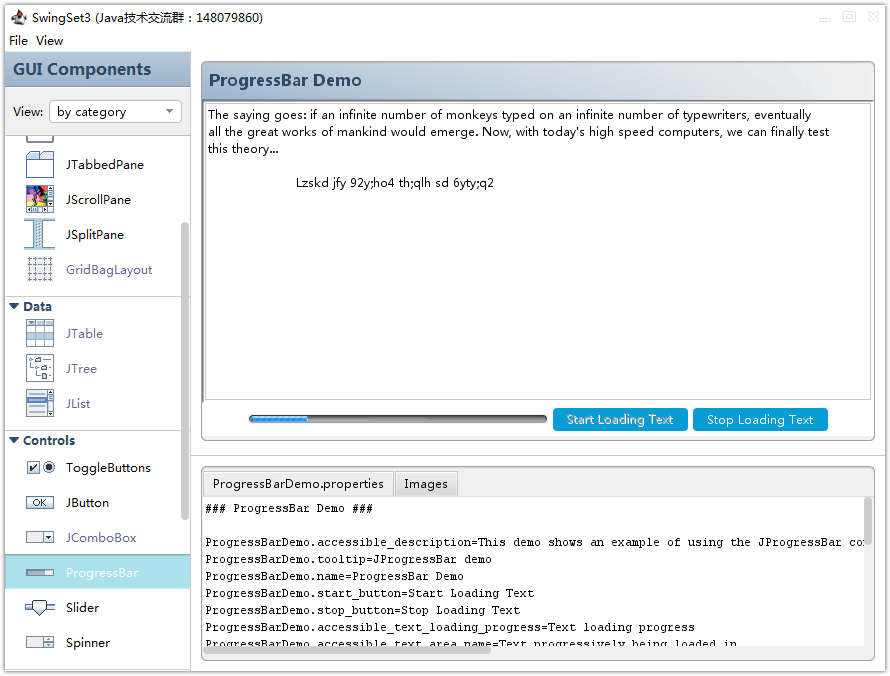 SwingSet3 (Java技术交流群：148079860)
File View
GUI Components
View: by category
JTabbedPane
JScrollPane
JSplitPane
GridBagLayout
Data
JTable
JTree
JList
Controls
ToggleButtons
OK JButton
JComboBox
ProgressBar
Slider
Spinner
ProgressBar Demo
The saying goes: if an infinite number of monkeys typed on an infinite number of typewriters, eventually
all the great works of mankind would emerge. Now, with today's high speed computers, we can finally test
this theory...
Lzskd jfy 92y;ho4 th;qlh sd 6yty;q2
Start Loading Text Stop Loading Text
ProgressBarDemo.properties Images
### ProgressBar Demo ###
ProgressBarDemo.accessible_description=This demo shows an example of using the JProgressBar
ProgressBarDemo.tooltip=JProgressBar demo
ProgressBarDemo.name=ProgressBar Demo
ProgressBarDemo.start_button=Start Loading Text
ProgressBarDemo.stop_button=Stop Loading Text
ProgressBarDemo.accessible_text_loading_progress=Text loading progress
ProgressBarDemo.accessible_text_area_name=Text progressively being loaded in